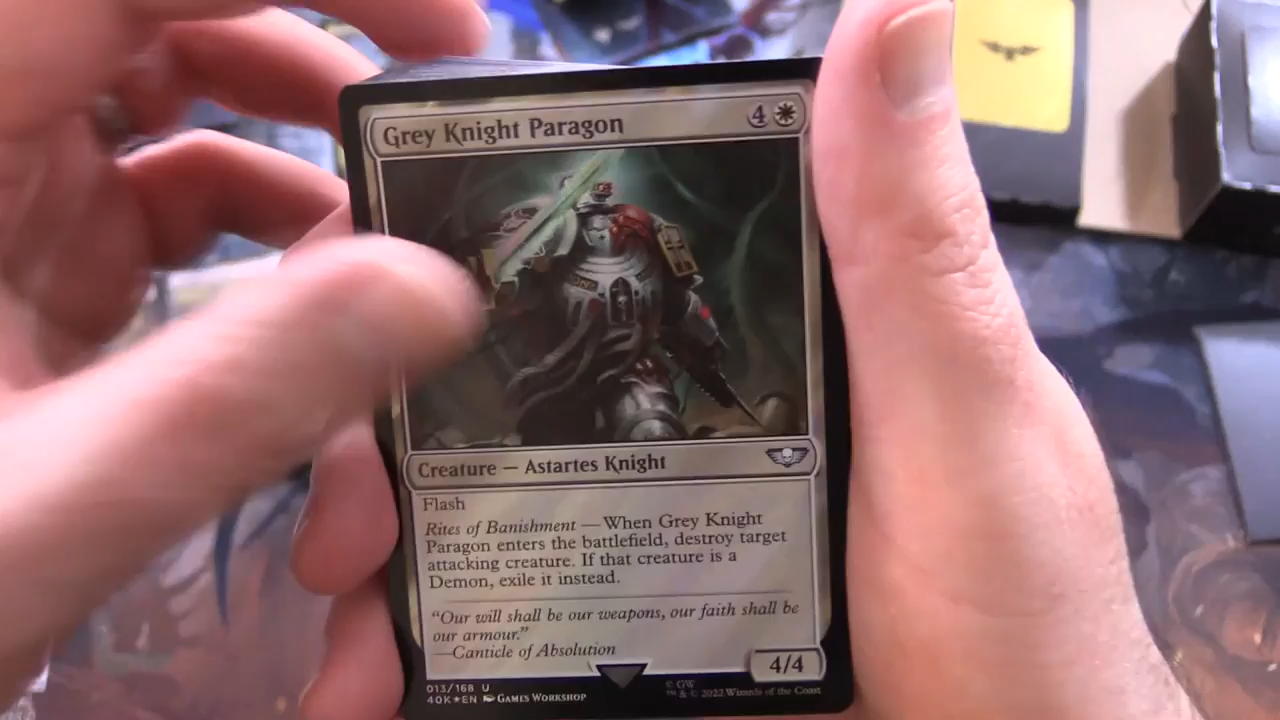 Grey Knight Paragon 4
Creature — Astartes Knight
Flash
Rites of Banishment — When Grey Knight
Paragon enters the battlefield, destroy target
attacking creature. If that creature is a
Demon, exile it instead.
“Our will shall be our weapons, our faith shall be
our armour.”
—Canticle of Absolution
4/4
013/168 U
40K★EN GAMES WORKSHOP
© GW
™ & © 2022 Wizards of the Coast